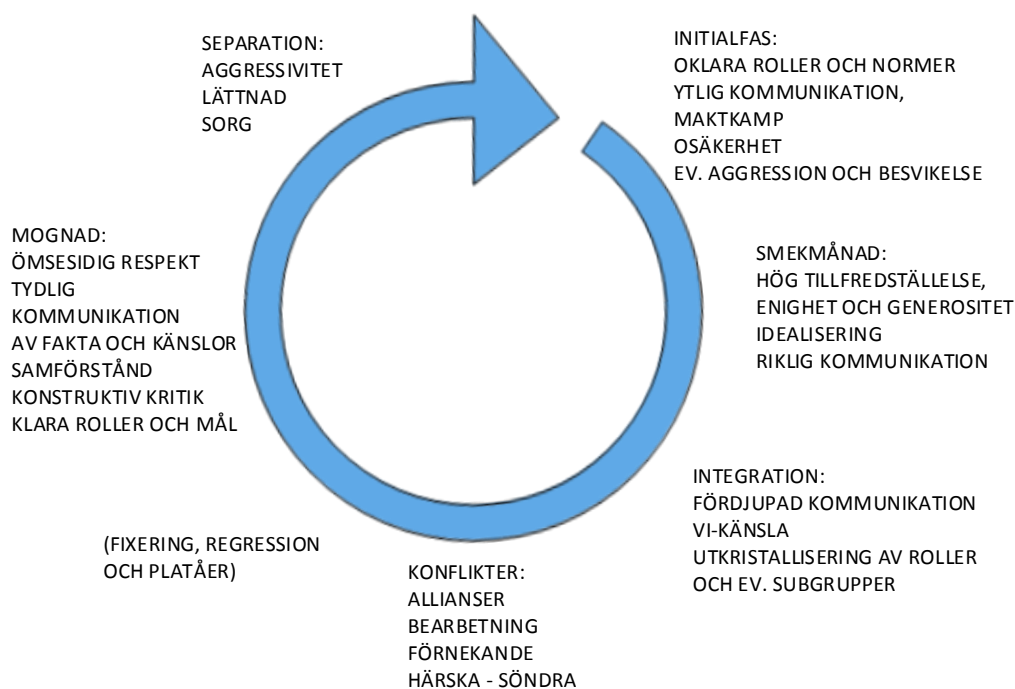 INITIALFAS:
OKLARA ROLLER OCH NORMER
YTLIG KOMMUNIKATION,
MAKTKAMP
OSÄKERHET
EV. AGGRESSION OCH BESVIKELSE
SMEKMÅNAD:
HÖG TILLFREDSTÄLLELSE,
ENIGHET OCH GENEROSITET
IDEALISERING
RIKLIG KOMMUNIKATION
INTEGRATION:
FÖRDJUPAD KOMMUNIKATION
VI-KÄNSLA
UTKRISTALLISERING AV ROLLER
OCH EV. SUBGRUPPER
KONFLIKTER:
ALLIANSER
BEARBETNING
FÖRNEKANDE
HÄRSKA - SÖNDRA
(FIXERING, REGRESSION
OCH PLATÅER)
MOGNAD:
ÖMSESIDIG RESPEKT
TYDLIG
KOMMUNIKATION
AV FAKTA OCH KÄNSLOR
SAMFÖRSTÅND
KONSTRUKTIV KRITIK
KLARA ROLLER OCH MÅL
SEPARATION:
AGGRESSIVITET
LÄTTNAD
SORG